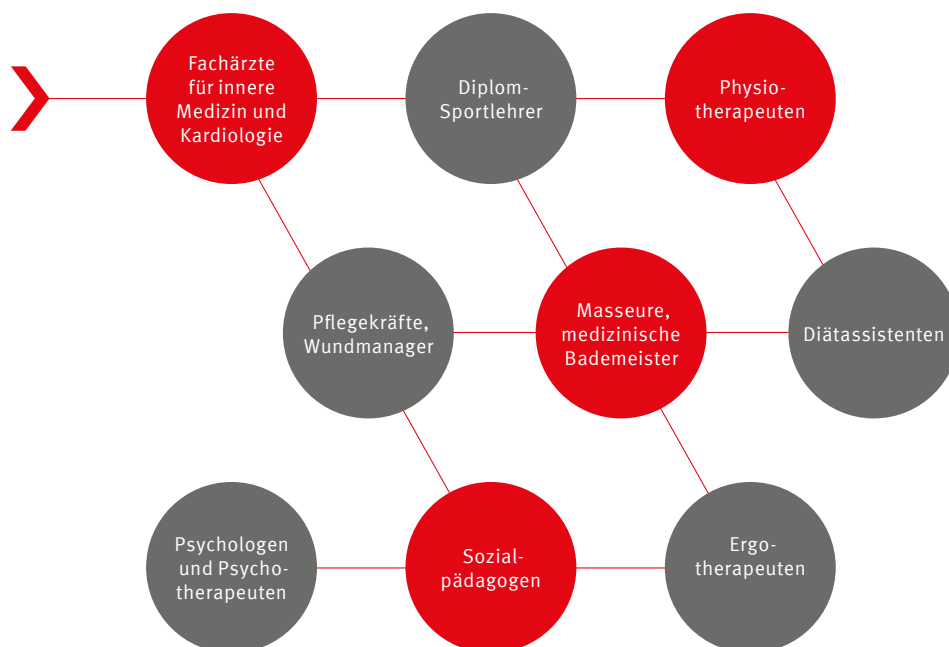 Fachärzte
für innere
Medizin und
Kardiologie
Diplom-
Sportlehrer
Physio-
therapeuten
Pflegekräfte,
Wundmanager
Masseure,
medizinische
Bademeister
Diätassistenten
Psychologen
und Psycho-
therapeuten
Sozial-
pädagogen
Ergo-
therapeuten